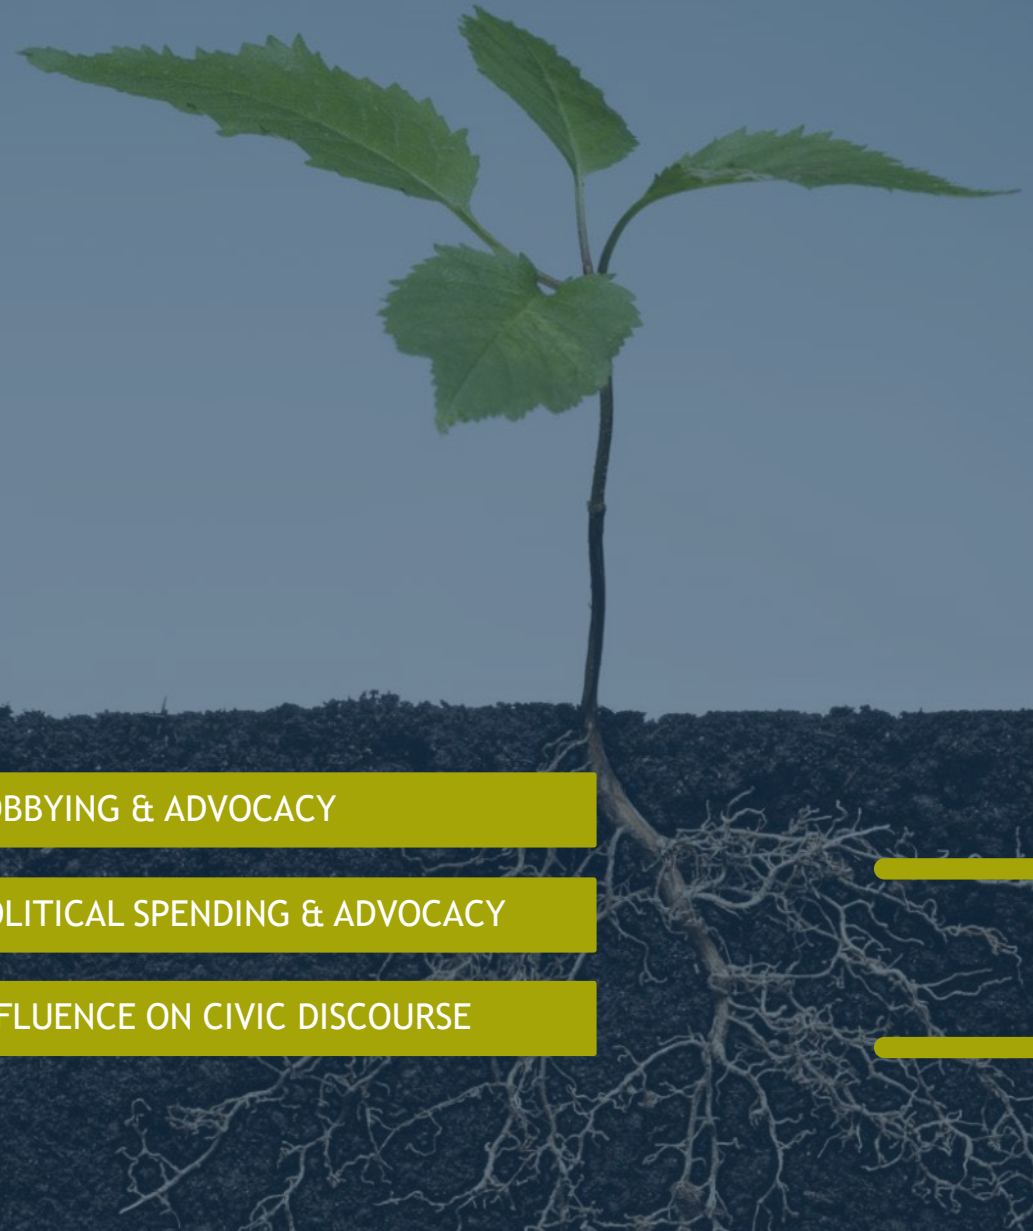 OBBYING & ADVOCACY
OLITICAL SPENDING & ADVOCACY
FLUENCE ON CIVIC DISCOURSE